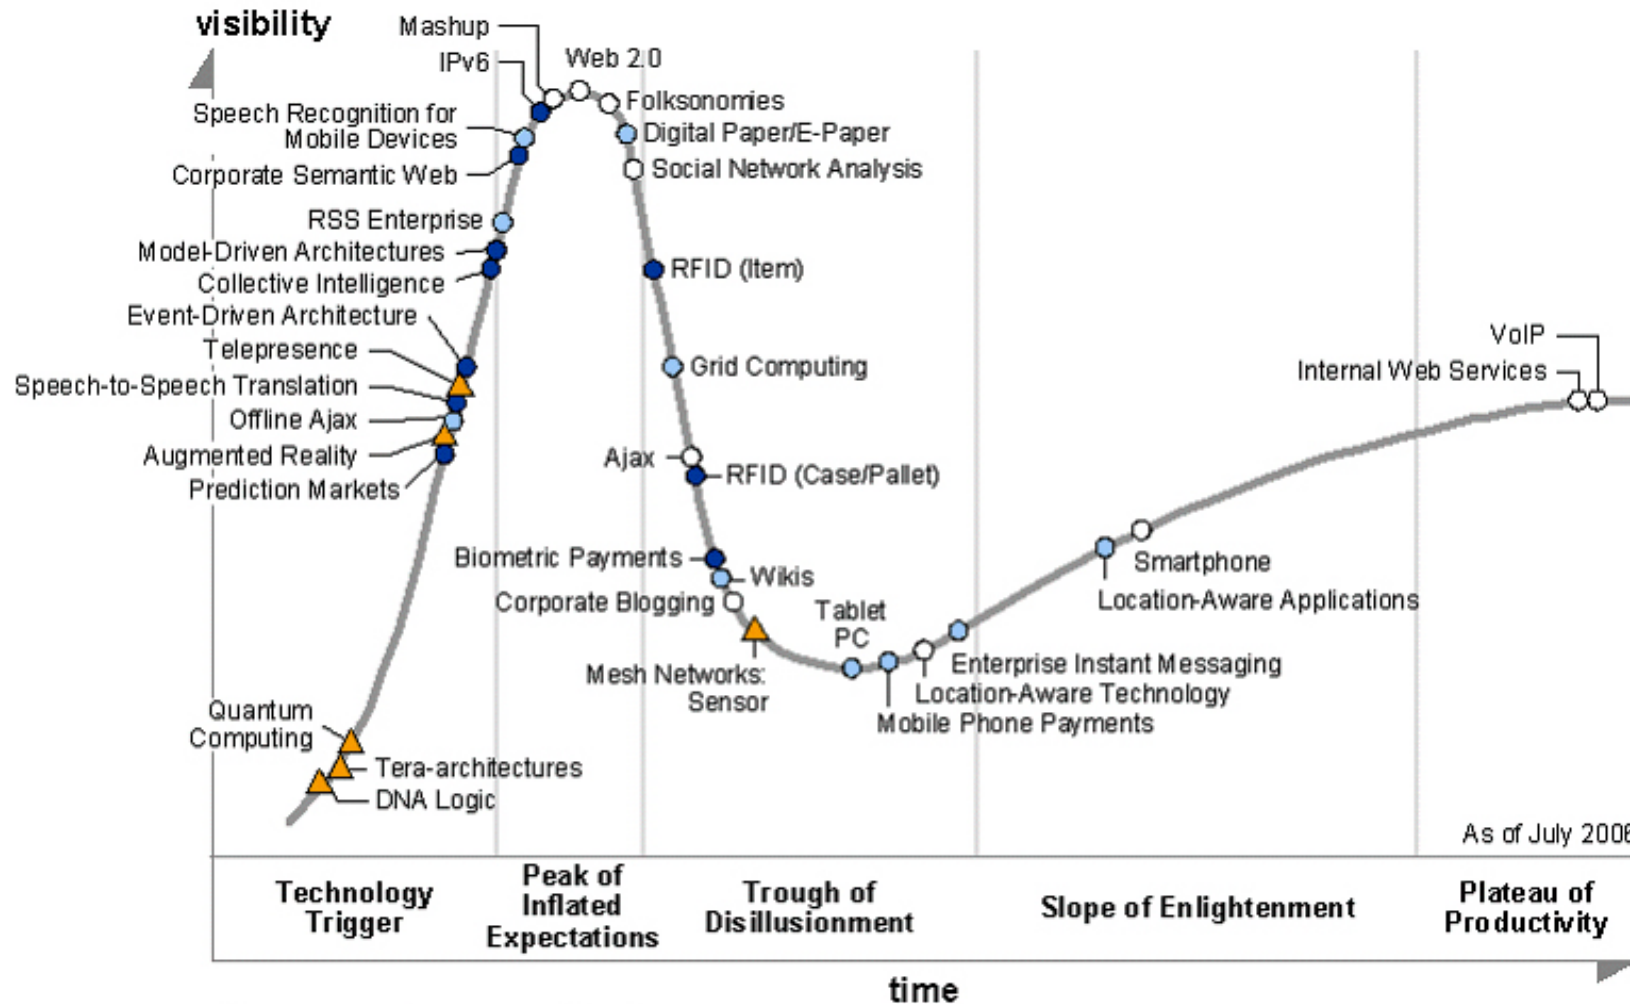 visibility
Mashup
IPv6
Web 2.0
Folksonomies
Speech Recognition for
Mobile Devices
Digital Paper/E-Paper
Corporate Semantic Web
Social Network Analysis
RSS Enterprise
Model-Driven Architectures
Collective Intelligence
RFID (Item)
Event-Driven Architecture
Telepresence
Speech-to-Speech Translation
Offline Ajax
Augmented Reality
Prediction Markets
Grid Computing
Ajax
RFID (Case/Pallet)
Biometric Payments
Wikis
Corporate Blogging
Mesh Networks:
Sensor
Tablet
PC
Enterprise Instant Messaging
Location-Aware Technology
Mobile Phone Payments
Smartphone
Location-Aware Applications
VoIP
Internal Web Services
Quantum
Computing
Tera-architectures
DNA Logic
As of July 2006
Technology
Trigger
Peak of
Inflated
Expectations
Trough of
Disillusionment
Slope of Enlightenment
Plateau of
Productivity
time